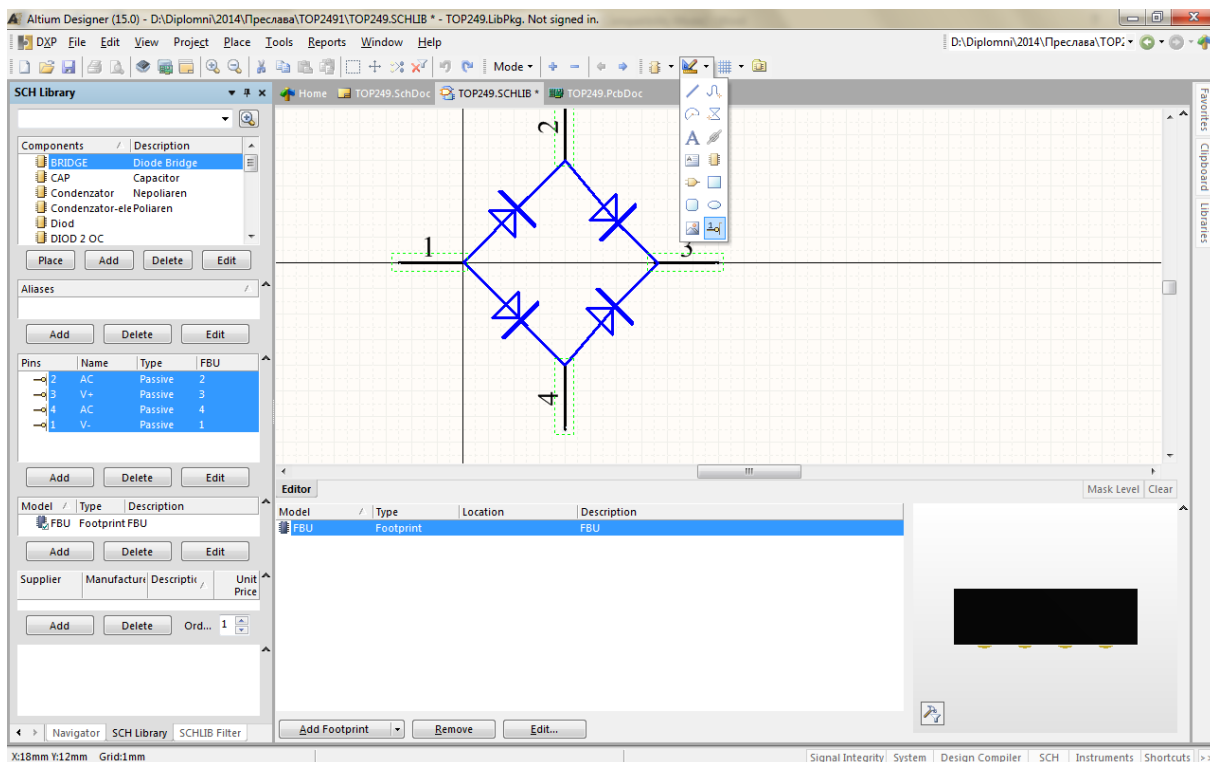 Altium Designer (15.0) - D:\Diplomni\2014\Преслава\TOP2491\TOP249.SCHLIB * - TOP249.LibPkg. Not signed in.
DXP File Edit View Project Place Tools Reports Window Help D:\Diplomni\2014\Преслава\TOP2
Mode
SCH Library
Home TOP249.SchDoc TOP249.SCHLIB * TOP249.PcbDoc
Components / Description
BRIDGE Diode Bridge
CAP Capacitor
Condenzator Nepoliaren
Condenzator-ele Poliaren
Diod
DIOD 2 OC
Place Add Delete Edit
Aliases /
Add Delete Edit
Pins Name Type FBU
2 AC Passive 2
3 V+ Passive 3
4 AC Passive 4
1 V- Passive 1
Add Delete Edit
Model / Type Description
FBU Footprint FBU
Add Delete Edit
Supplier Manufacture Descriptic / Unit Price
Add Delete Ord... 1
Navigator SCH Library SCHLIB Filter
2
1
3
4
A
Editor Mask Level Clear
Model / Type Location Description
FBU Footprint FBU
Add Footprint Remove Edit...
Favorites
Clipboard
Libraries
X:18mm Y:12mm Grid:1mm
Signal Integrity System Design Compiler SCH Instruments Shortcuts >>